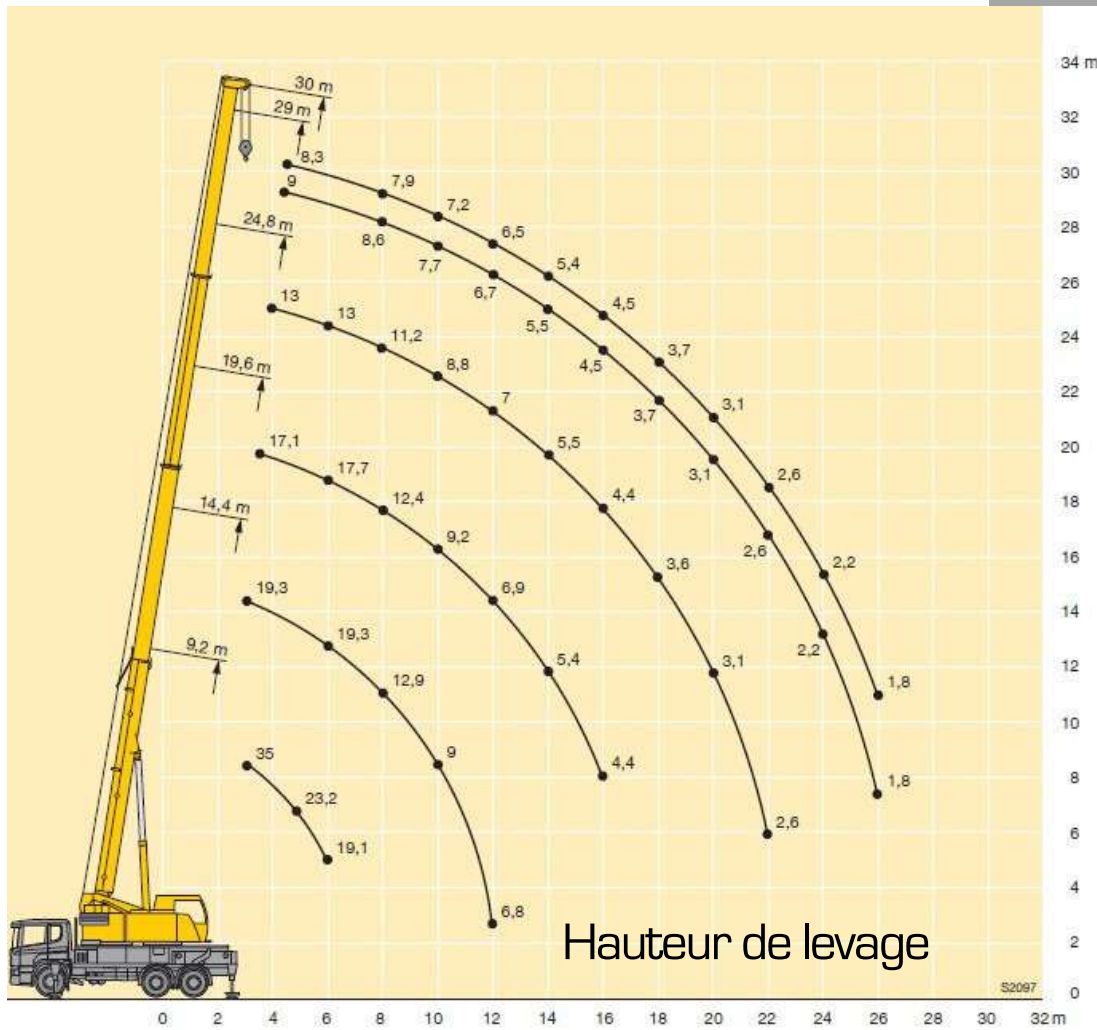 34 m
30 m
29 m
32
8,3 7,9 7,2 6,5 5,4 4,5 3,7 3,1 2,6 2,2 1,8
30
9 8,6 7,7 6,7 5,5 4,5 3,7 3,1 2,6 2,2 1,8
28
24,8 m
26
13 13 11,2 8,8 7 5,5 4,4 3,6 3,1 2,6
24
19,6 m
22
20
17,1 17,7 12,4 9,2 6,9 5,4 4,4
18
14,4 m
16
19,3 19,3 12,9 9 6,8
14
9,2 m
12
10
35 23,2 19,1
8
6
4
Hauteur de levage
2
S2097
0
0 2 4 6 8 10 12 14 16 18 20 22 24 26 28 30 32 m